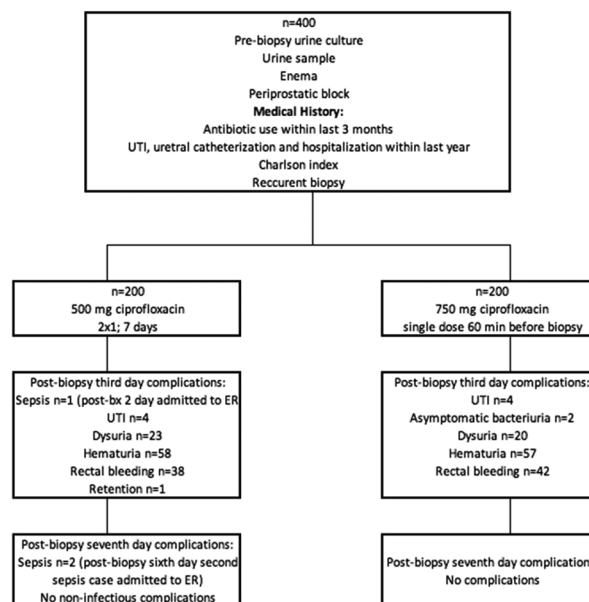 n=400
Pre-biopsy urine culture
Urine sample
Enema
Periprostatic block
Medical History:
Antibiotic use within last 3 months
UTI, uretral catheterization and hospitalization within last year
Charlson index
Reccurent biopsy
n=200
500 mg ciprofloxacin
2x1; 7 days
n=200
750 mg ciprofloxacin
single dose 60 min before biopsy
Post-biopsy third day complications:
Sepsis n=1 (post-bx 2 day admitted to ER
UTI n=4
Dysuria n=23
Hematuria n=58
Rectal bleeding n=38
Retention n=1
Post-biopsy third day complications:
UTI n=4
Asymptomatic bacteriuria n=2
Dysuria n=20
Hematuria n=57
Rectal bleeding n=42
Post-biopsy seventh day complications:
Sepsis n=2 (post-biopsy sixth day second
sepsis case admitted to ER)
No non-infectious complications
Post-biopsy seventh day complication
No complications